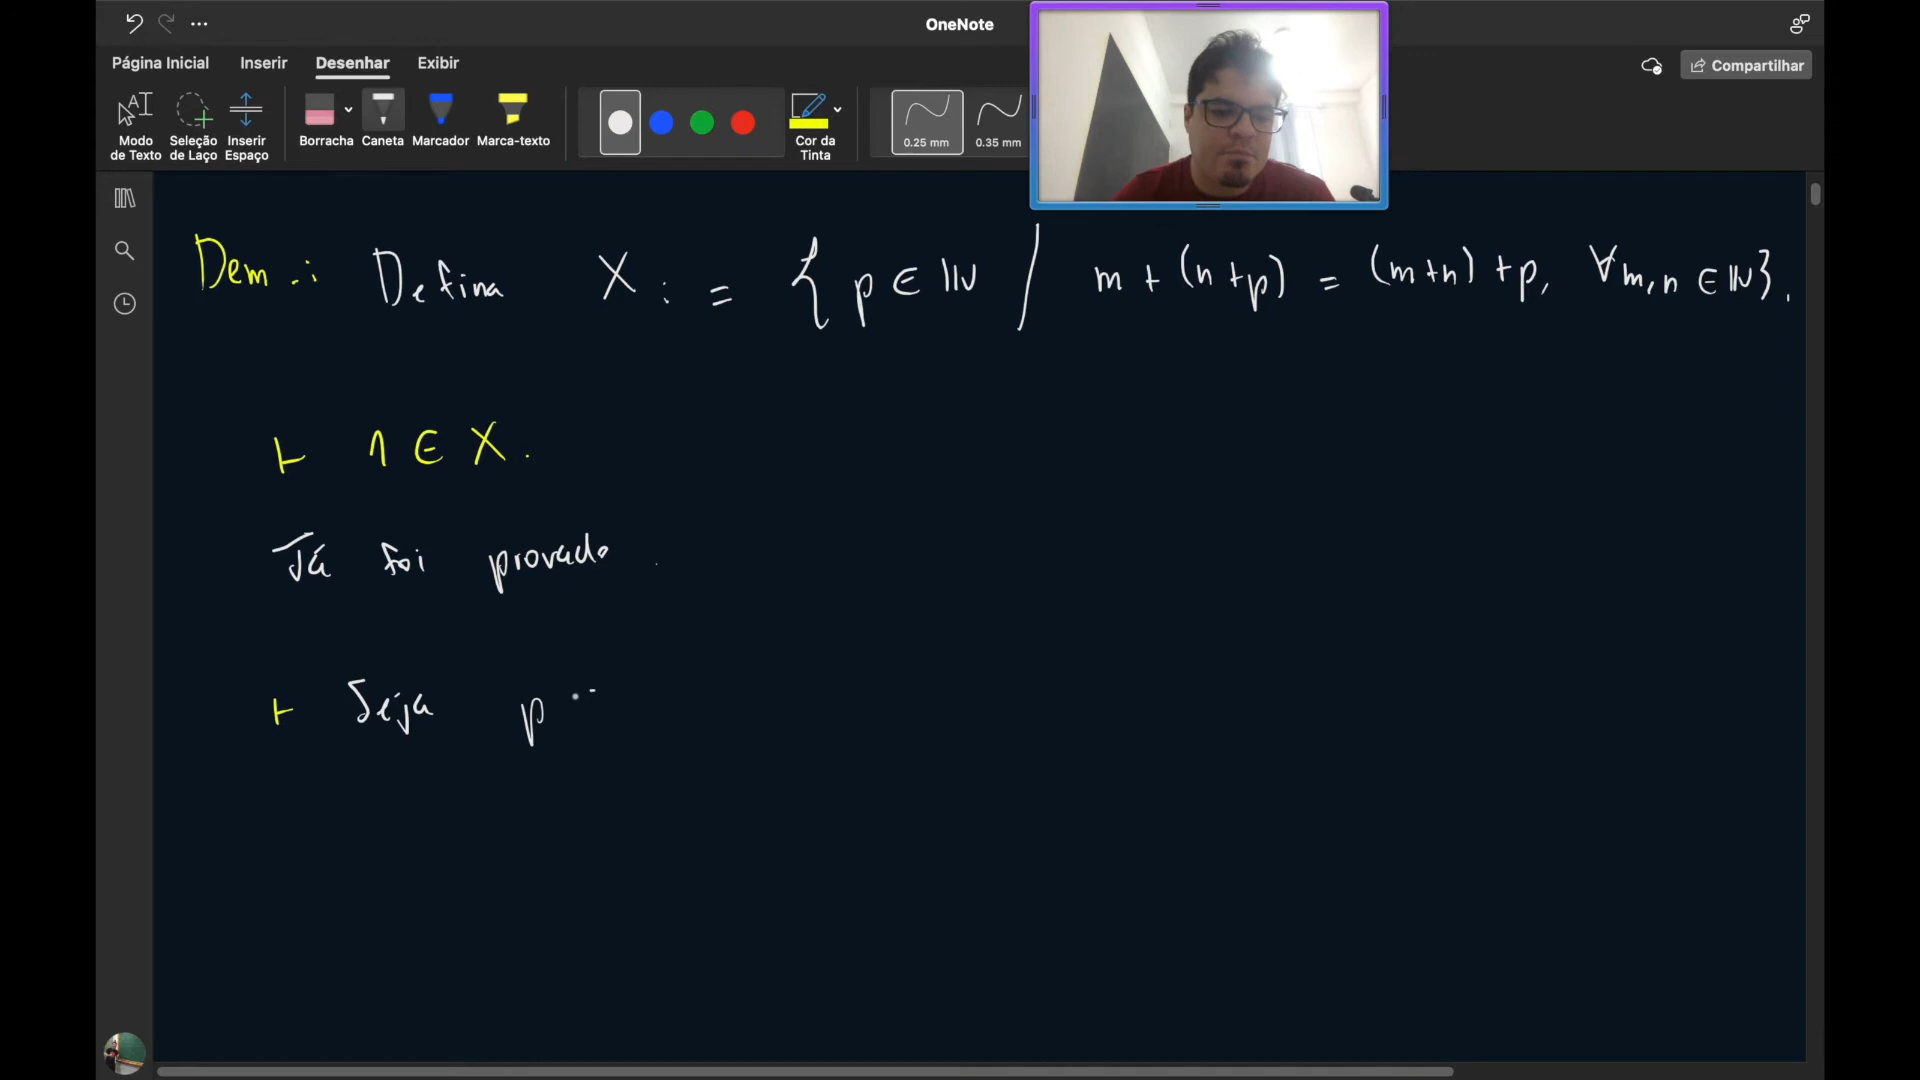 OneNote
Página Inicial Inserir Desenhar Exibir
Compartilhar
Modo de Texto
Seleção de Laço
Inserir Espaço
Borracha
Caneta
Marcador
Marca-texto
Cor da Tinta
0.25 mm
0.35 mm
Dem.: Defina X := { p ∈ ℕ / m + (n+p) = (m+n) + p, ∀m,n ∈ ℕ}.
⊢ 1 ∈ X.
Já foi provado.
⊢ Seja p